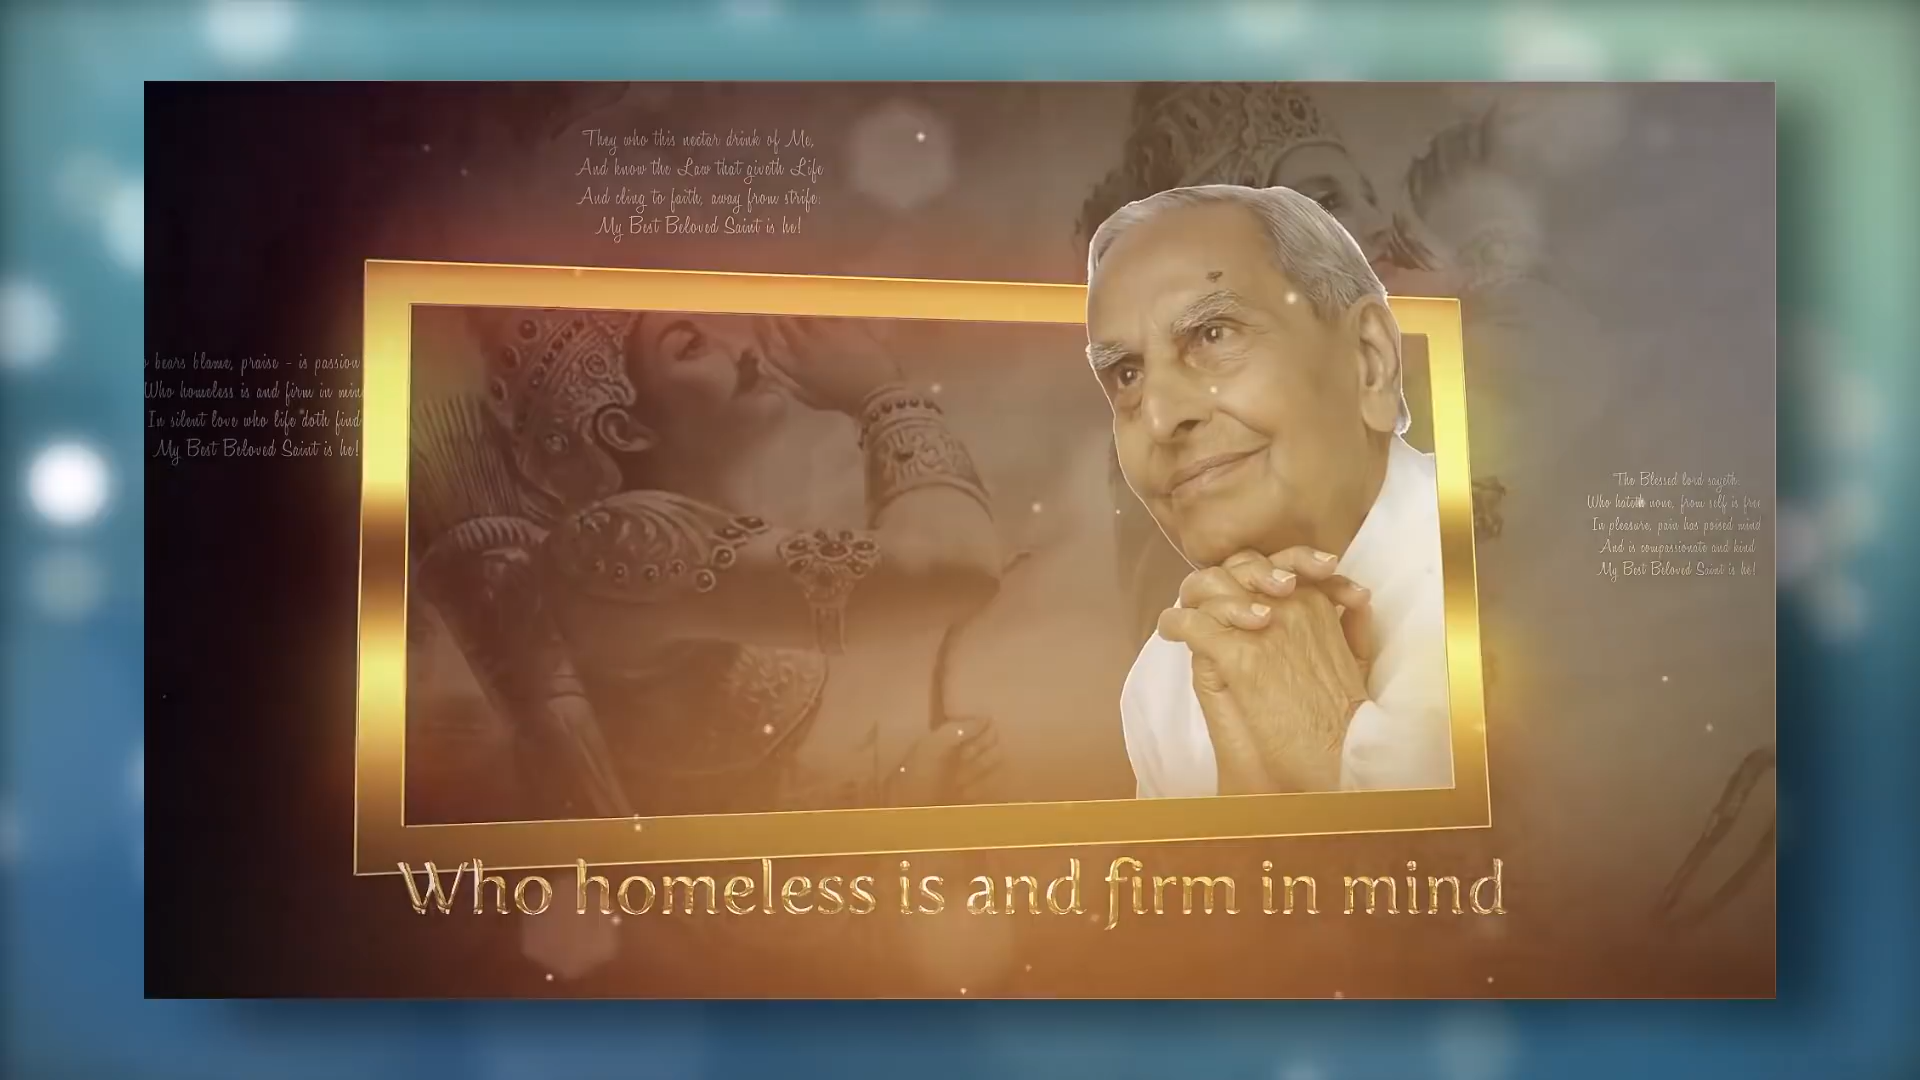 They who this nectar drink of Me,
And know the Law that giveth Life
And cling to faith, away from strife:
My Best Beloved Saint is he!
bears blame, praise - is passion
Who homeless is and firm in min
In silent love who life doth find
My Best Beloved Saint is he!
The Blessed lord sayeth:
Who hateth none, from self is free
In pleasure, pain has poised mind
And is compassionate and kind
My Best Beloved Saint is he!
Who homeless is and firm in mind